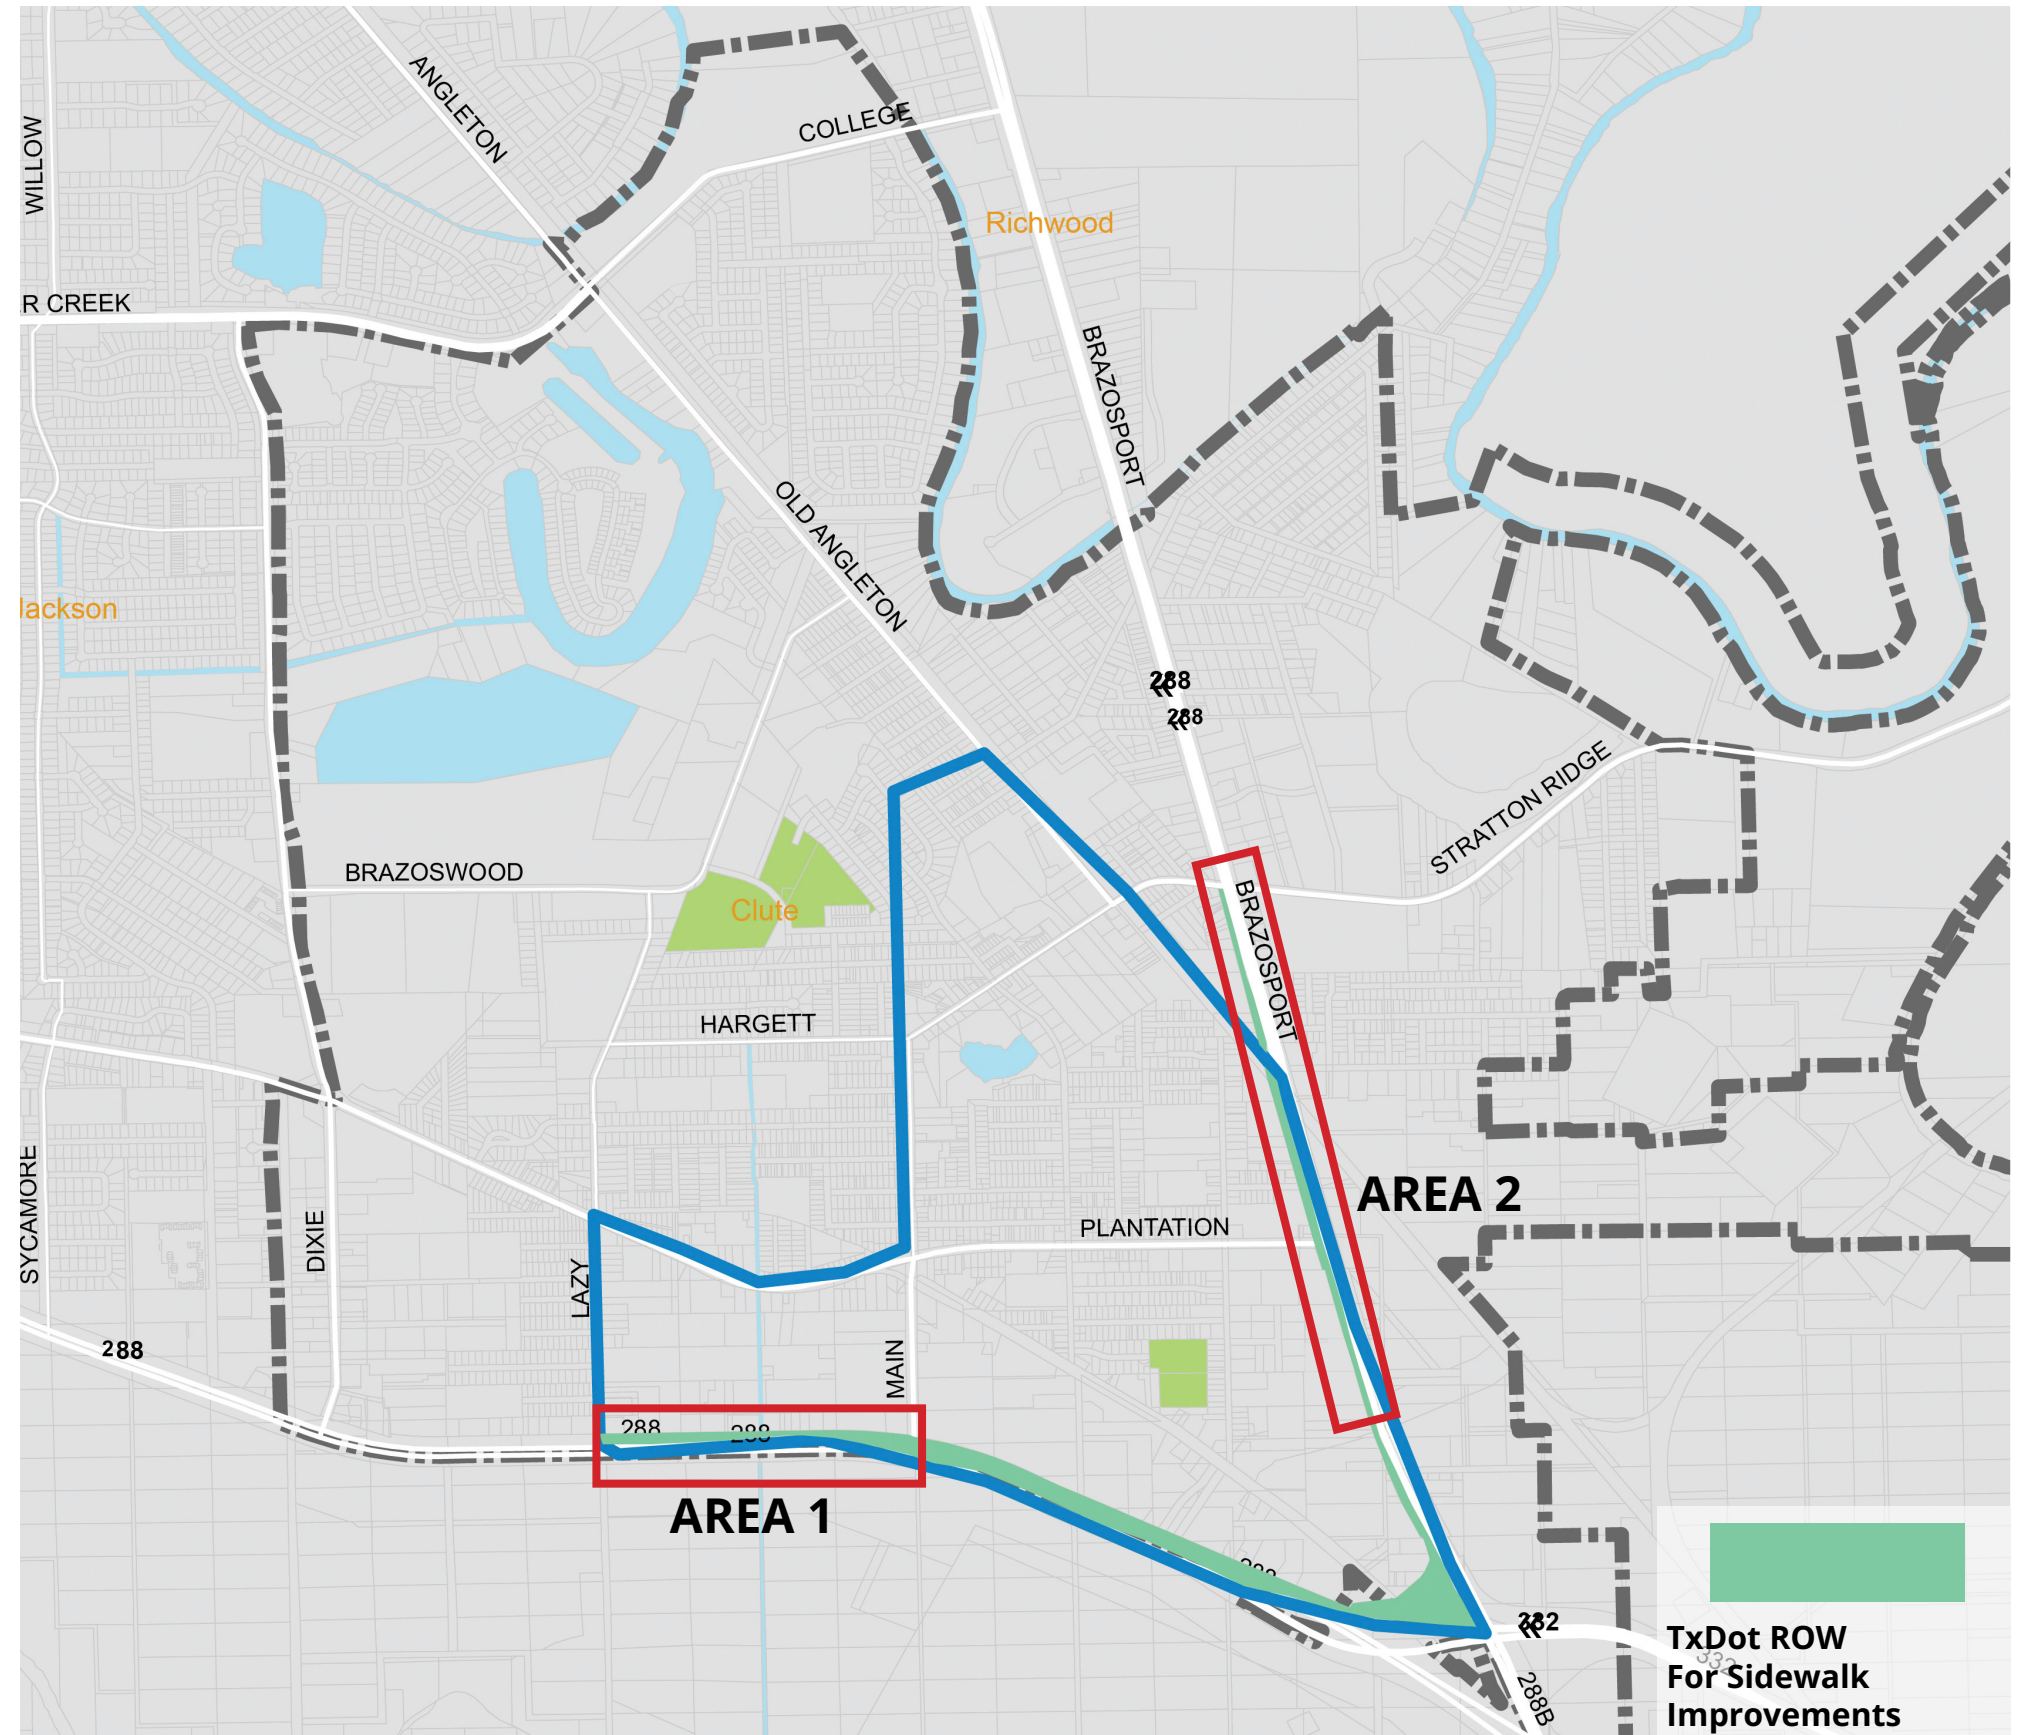 ANGLETON
COLLEGE
WILLOW
Richwood
R CREEK
BRAZOSPORT
OLD ANGLETON
Jackson
288
288
STRATTON RIDGE
BRAZOSWOOD
Clute
BRAZOSPORT
HARGETT
AREA 2
SYCAMORE
DIXIE
PLANTATION
LAZY
MAIN
288
288
288
AREA 1
TxDot ROW
For Sidewalk
Improvements
332
288B